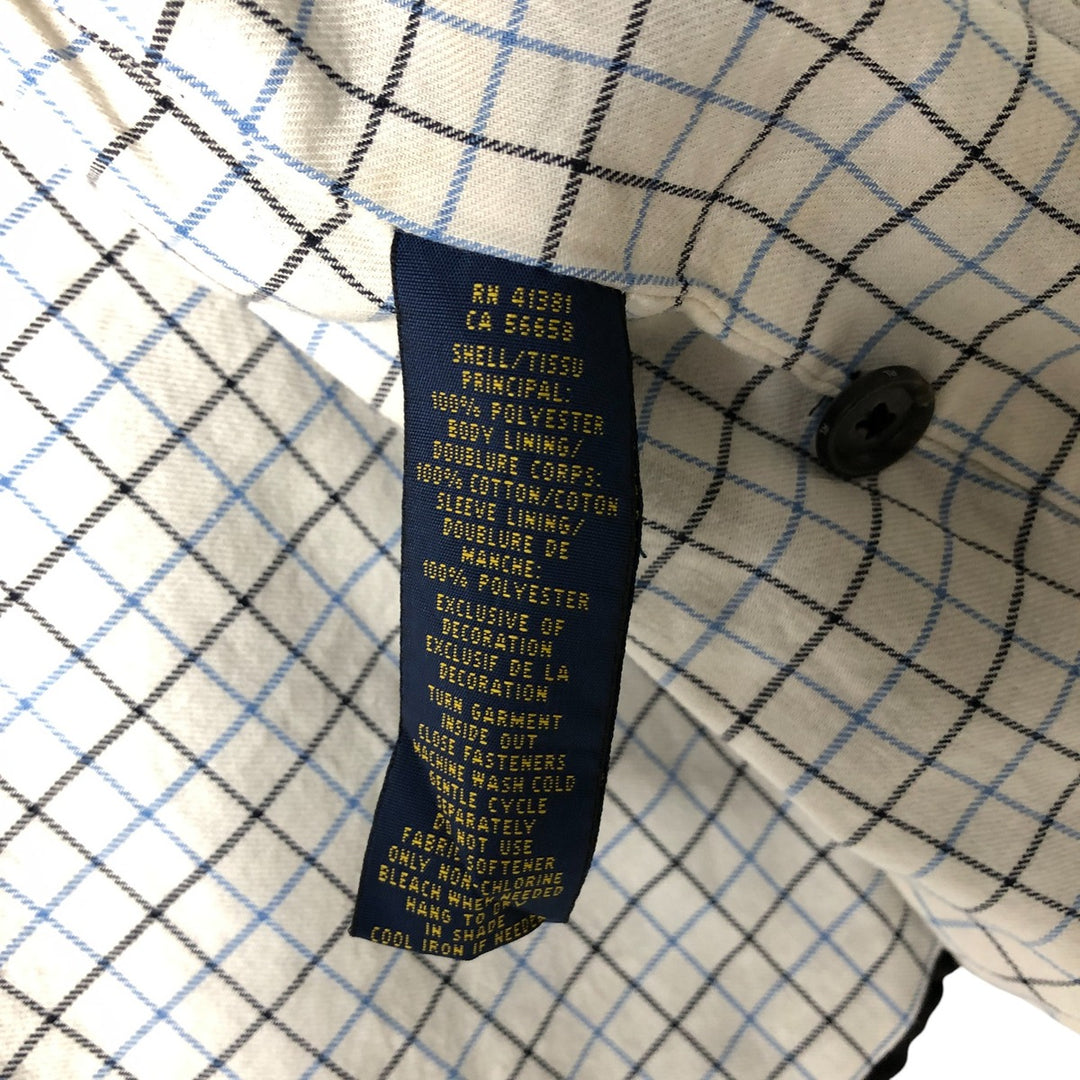 RN 41381
CA 56658
SHELL/TISSU
PRINCIPAL:
100% POLYESTER
BODY LINING/
DOUBLURE CORPS:
100% COTTON/COTON
SLEEVE LINING/
DOUBLURE DE
MANCHE:
100% POLYESTER
EXCLUSIVE OF
DECORATION
EXCLUSIF DE LA
DECORATION
TURN GARMENT
INSIDE OUT
CLOSE FASTENERS
MACHINE WASH COLD
GENTLE CYCLE
SEPARATELY
DO NOT USE
FABRIC SOFTENER
ONLY NON-CHLORINE
BLEACH WHEN NEEDED
HANG TO DRY
IN SHADE
COOL IRON IF NEEDED